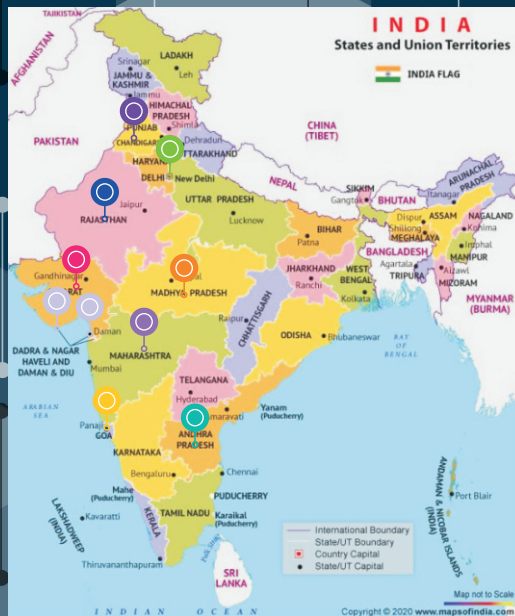 INDIA
States and Union Territories
INDIA FLAG
TAJIKISTAN
AFGHANISTAN
PAKISTAN
CHINA
(TIBET)
NEPAL
BHUTAN
BANGLADESH
MYANMAR
(BURMA)
SRI
LANKA
LADAKH
Leh
Srinagar
JAMMU &
KASHMIR
Jammu
HIMACHAL
PRADESH
Shimla
PUNJAB
CHANDIGARH
Dehradun
UTTARAKHAND
HARYANA
DELHI
New Delhi
RAJASTHAN
Jaipur
UTTAR PRADESH
Lucknow
BIHAR
Patna
SIKKIM
Gangtok
ARUNACHAL
PRADESH
Itanagar
ASSAM
Dispur
NAGALAND
Kohima
Shillong
MEGHALAYA
Imphal
MANIPUR
Agartala
TRIPURA
Aizawl
MIZORAM
JHARKHAND
Ranchi
WEST
BENGAL
Kolkata
Gandhinagar
MADHYA PRADESH
CHHATTISGARH
Raipur
ODISHA
Bhubaneswar
Daman
DADRA & NAGAR
HAVELI AND
DAMAN & DIU
MAHARASHTRA
Mumbai
TELANGANA
Hyderabad
Amaravati
ANDHRA
PRADESH
Yanam
(Puducherry)
Panaji
GOA
KARNATAKA
Bengaluru
Chennai
Mahe
(Puducherry)
PUDUCHERRY
KERALA
TAMIL NADU
Karaikal
(Puducherry)
Kavaratti
LAKSHADWEEP
(INDIA)
Thiruvananthapuram
ANDAMAN & NICOBAR ISLANDS
(INDIA)
Port Blair
ARABIAN
SEA
BAY
OF
BENGAL
INDIAN OCEAN
International Boundary
State/UT Boundary
Country Capital
State/UT Capital
Map not to Scale
Copyright © 2020 www.mapsofindia.com